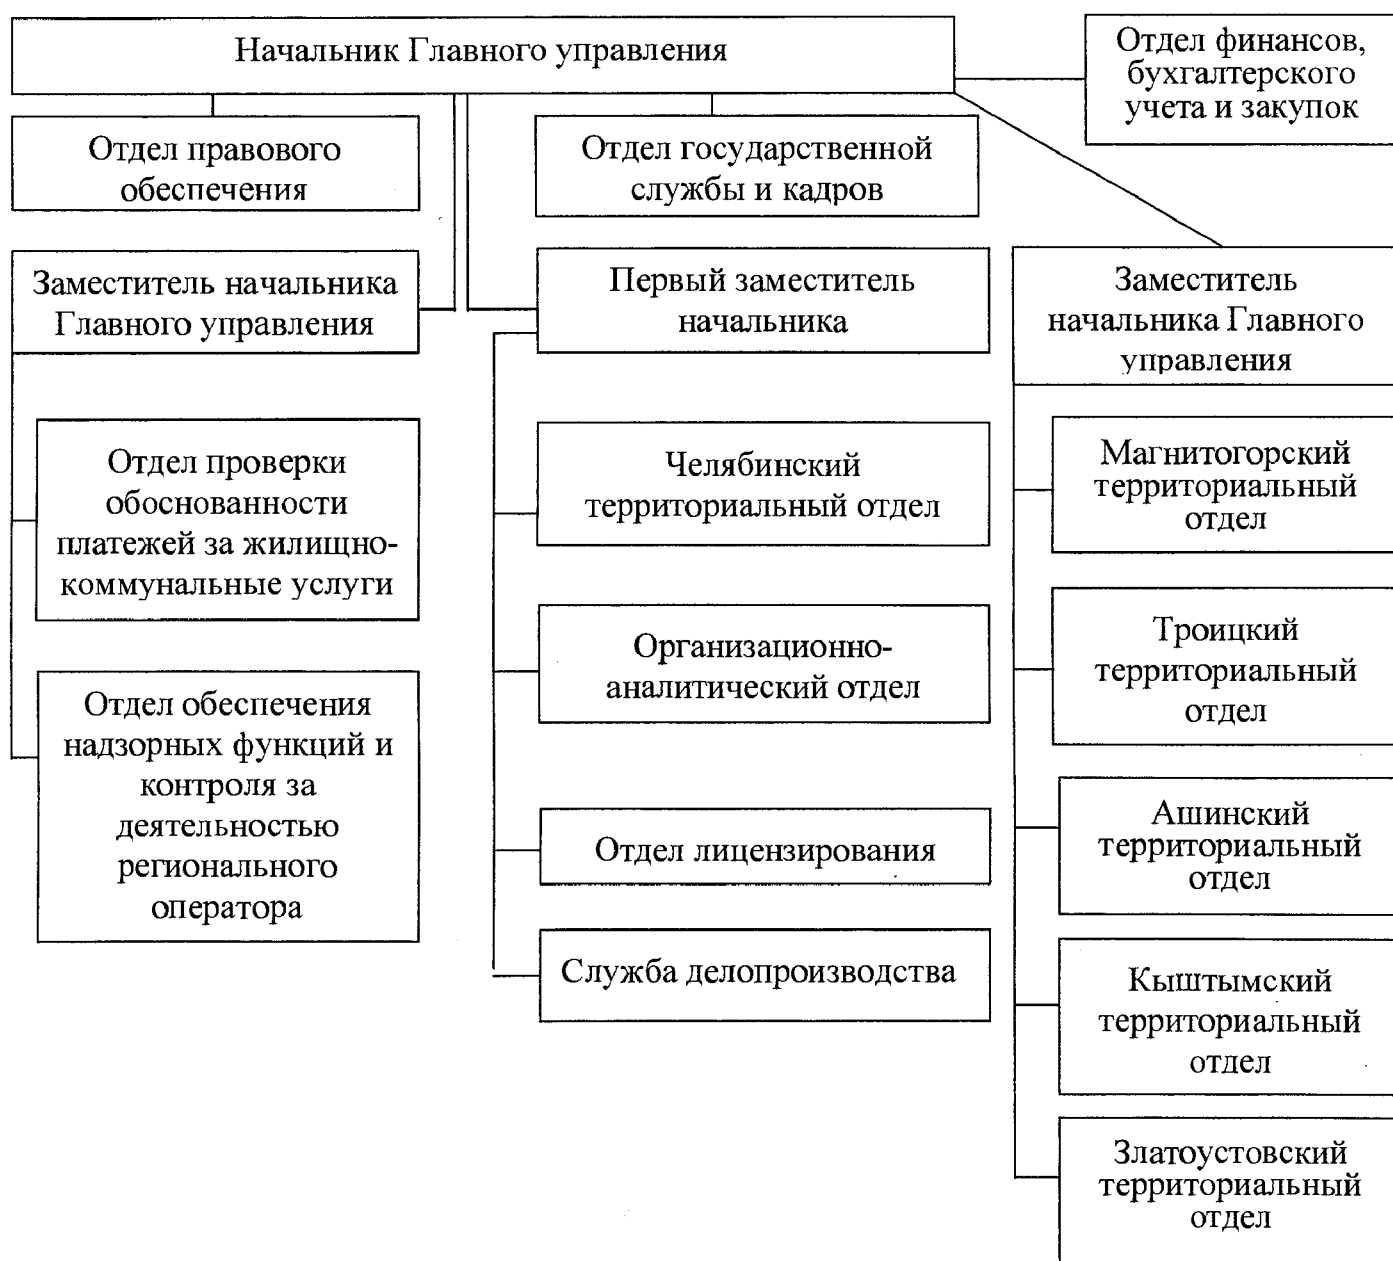 Начальник Главного управления
Отдел финансов,
бухгалтерского
учета и закупок
Отдел правового
обеспечения
Отдел государственной
службы и кадров
Заместитель начальника
Главного управления
Первый заместитель
начальника
Заместитель
начальника Главного
управления
Отдел проверки
обоснованности
платежей за жилищно-
коммунальные услуги
Отдел обеспечения
надзорных функций и
контроля за
деятельностью
регионального
оператора
Челябинский
территориальный отдел
Организационно-
аналитический отдел
Отдел лицензирования
Служба делопроизводства
Магнитогорский
территориальный
отдел
Троицкий
территориальный
отдел
Ашинский
территориальный
отдел
Кыштымский
территориальный
отдел
Златоустовский
территориальный
отдел